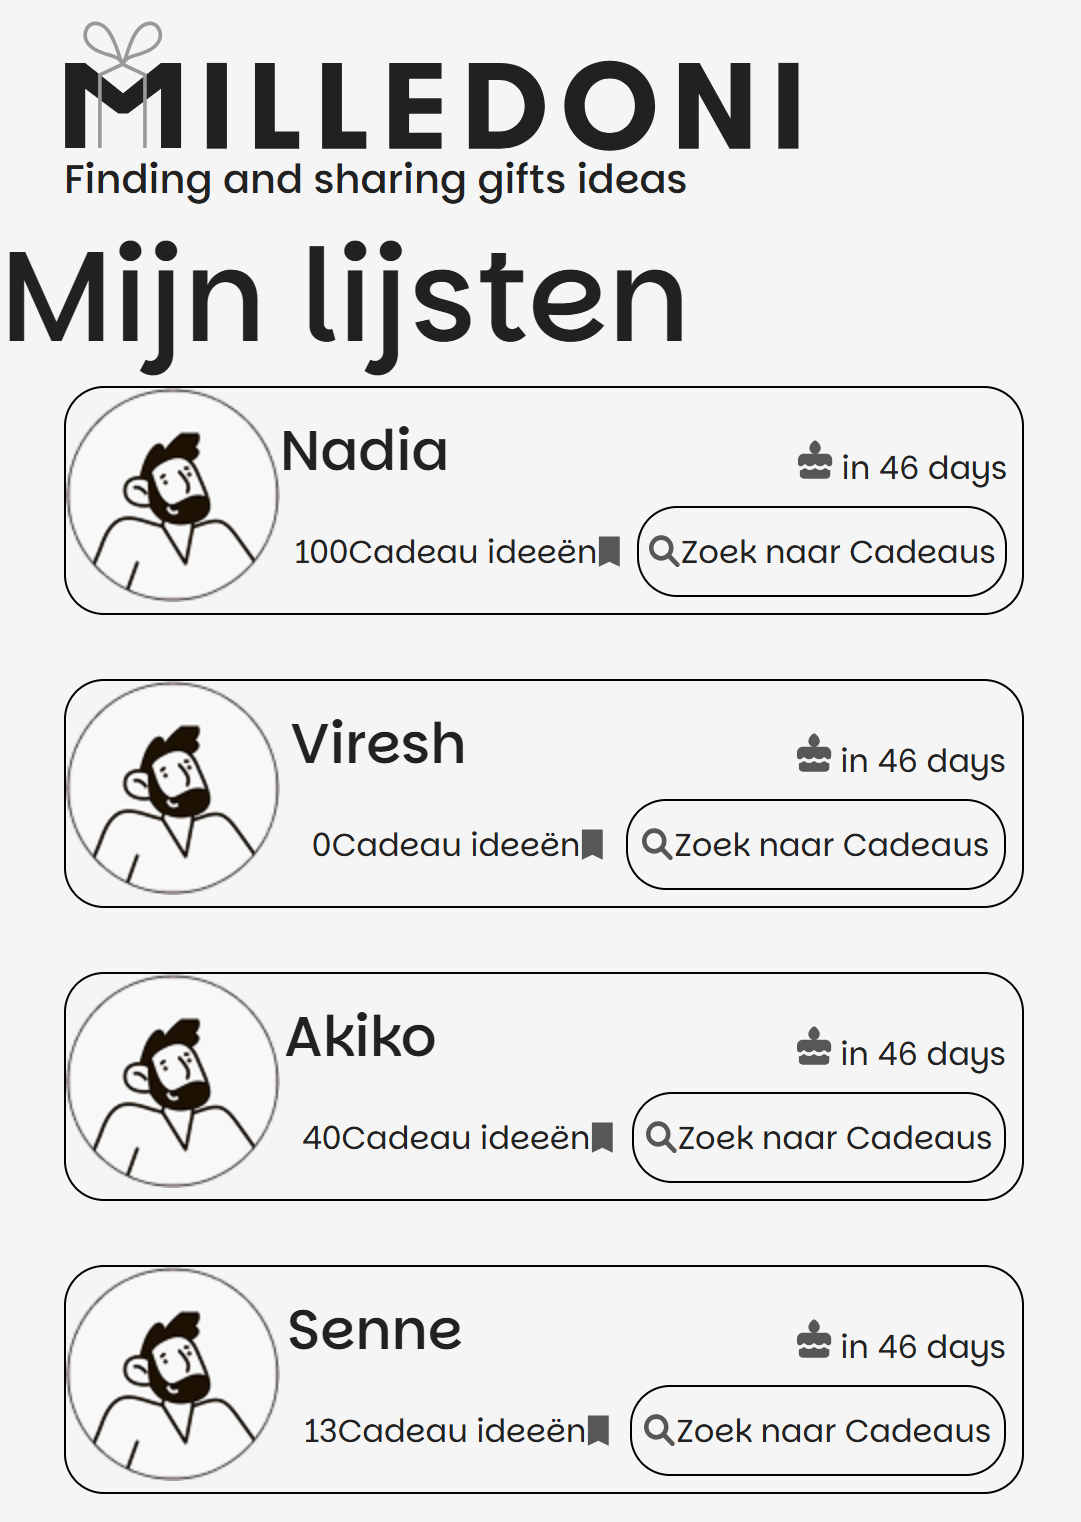 MILLEDONI
Finding and sharing gifts ideas
Mijn lijsten
Nadia
in 46 days
100Cadeau ideeën
Zoek naar Cadeaus
Viresh
in 46 days
0Cadeau ideeën
Zoek naar Cadeaus
Akiko
in 46 days
40Cadeau ideeën
Zoek naar Cadeaus
Senne
in 46 days
13Cadeau ideeën
Zoek naar Cadeaus